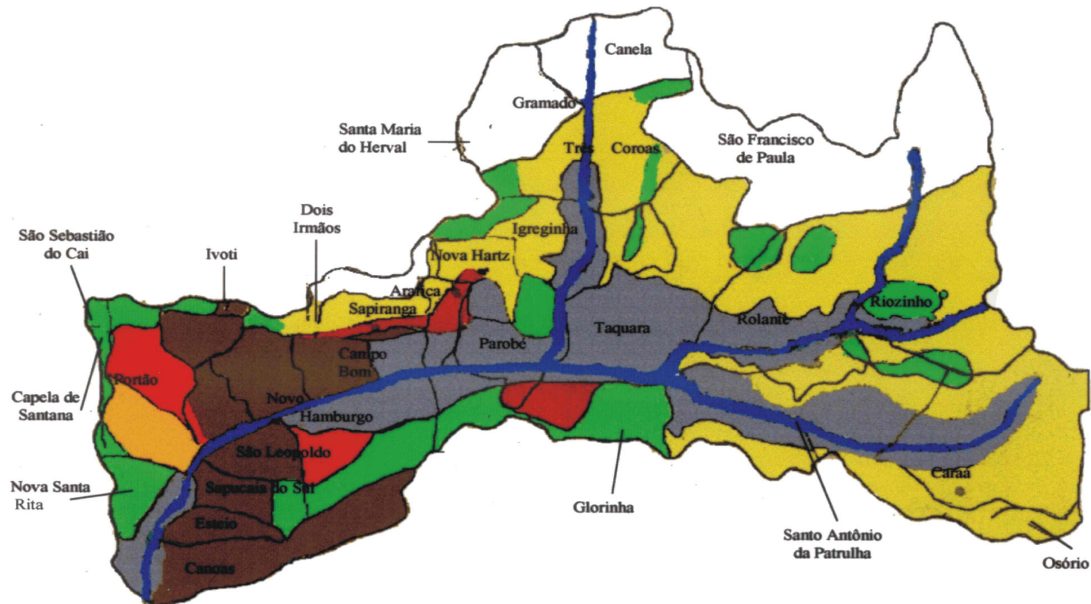 Canela
Gramado
Santa Maria
do Herval
Três Coroas
São Francisco
de Paula
São Sebastião
do Cai
Dois
Irmãos
Ivoti
Igreginha
Nova Hartz
Sapiranga
Riozinho
Taquara
Rolante
Parobé
Campo
Bom
Portão
Capela de
Santana
Novo
Hamburgo
São Leopoldo
Sapucaia do Sul
Nova Santa
Rita
Glorinha
Caraá
Esteio
Santo Antônio
da Patrulha
Osório
Canoas